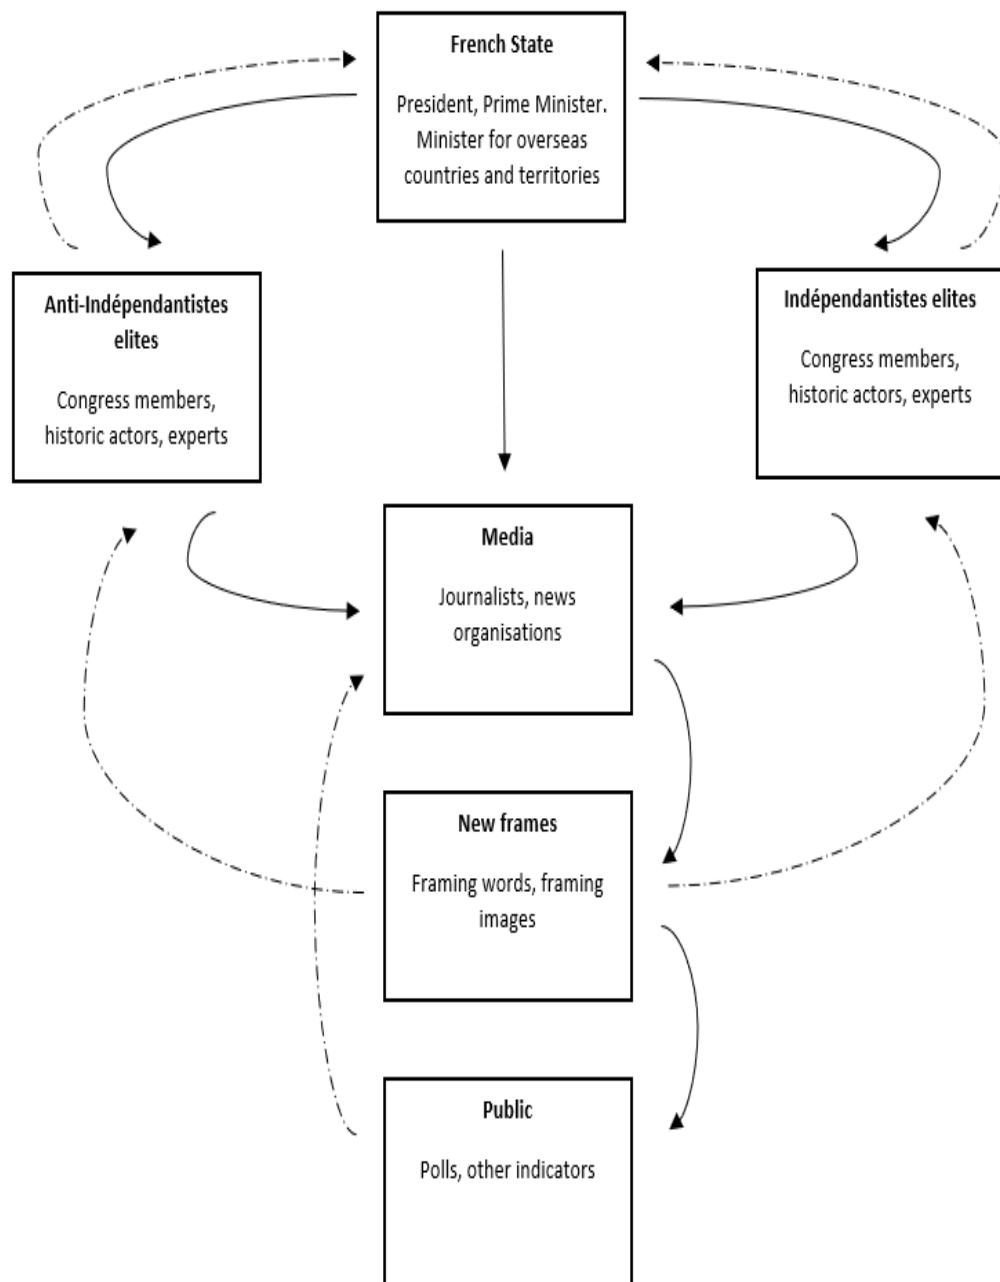 French State
President, Prime Minister.
Minister for overseas
countries and territories
Anti-Indépendantistes
elites
Congress members,
historic actors, experts
Indépendantistes elites
Congress members,
historic actors, experts
Media
Journalists, news
organisations
New frames
Framing words, framing
images
Public
Polls, other indicators